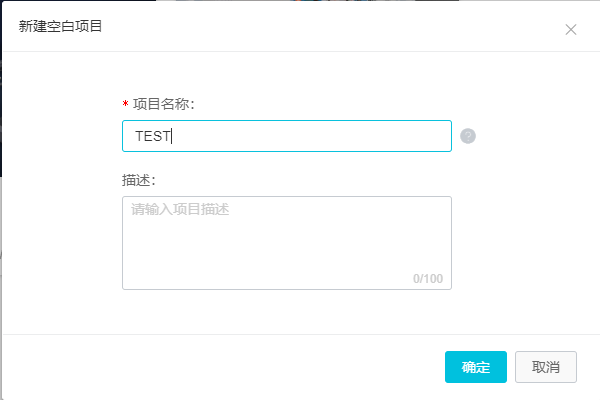 新建空白项目
* 项目名称：
TEST
?
描述：
请输入项目描述
0/100
确定
取消